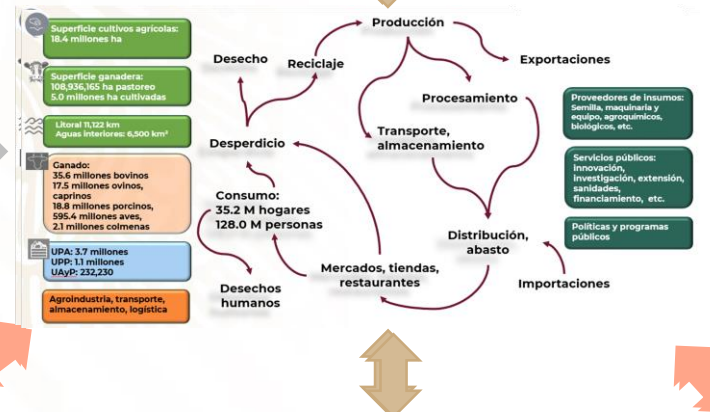 Superficie cultivos agrícolas:
18.4 millones ha
Superficie ganadera:
108,936,165 ha pastoreo
5.0 millones ha cultivadas
Litoral 11,122 km
Aguas interiores: 6,500 km²
Ganado:
35.6 millones bovinos
17.5 millones ovinos,
caprinos
18.8 millones porcinos,
595.4 millones aves,
2.1 millones colmenas
UPA: 3.7 millones
UPP: 1.1 millones
UAyP: 232,230
Agroindustria, transporte,
almacenamiento, logística
Producción
Desecho
Reciclaje
Exportaciones
Procesamiento
Transporte,
almacenamiento
Desperdicio
Consumo:
35.2 M hogares
128.0 M personas
Distribución,
abasto
Mercados, tiendas,
restaurantes
Desechos
humanos
Importaciones
Proveedores de insumos:
Semilla, maquinaria y
equipo, agroquímicos,
biológicos, etc.
Servicios públicos:
innovación,
investigación, extensión,
sanidades,
financiamiento, etc.
Políticas y programas
públicos